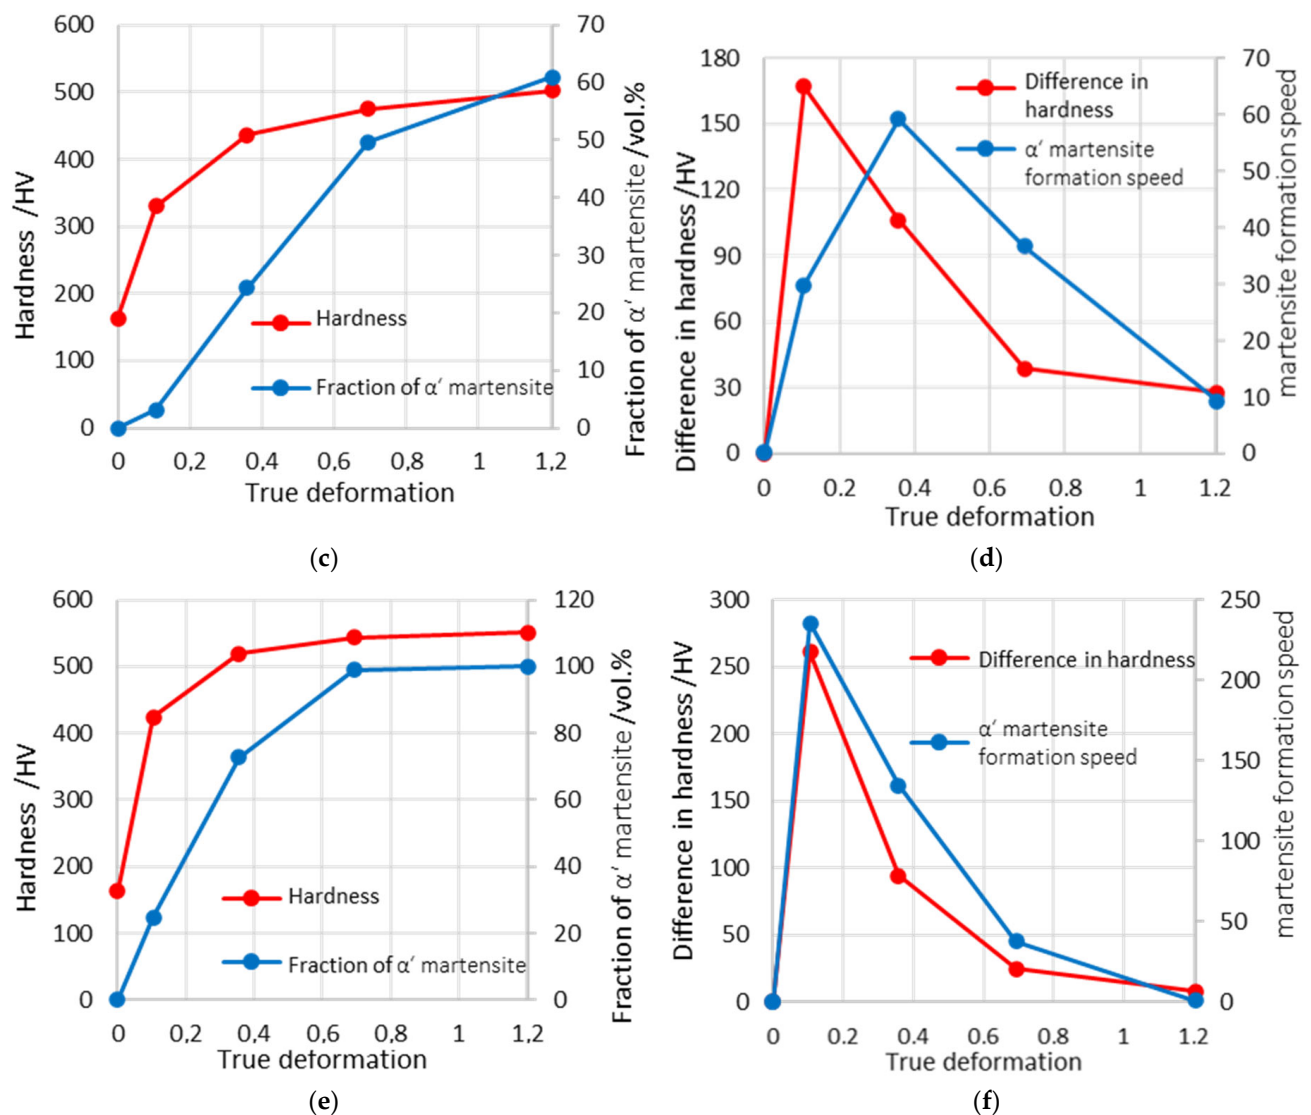 600
500
400
300
200
100
0
Hardness /HV
70
60
50
40
30
20
10
0
Fraction of α‘ martensite /vol.%
Hardness
Fraction of α‘ martensite
0 0,2 0,4 0,6 0,8 1 1,2
True deformation
(c)
180
150
120
90
60
30
0
Difference in hardness /HV
70
60
50
40
30
20
10
0
martensite formation speed
Difference in
hardness
α‘ martensite
formation speed
0 0.2 0.4 0.6 0.8 1 1.2
True deformation
(d)
600
500
400
300
200
100
0
Hardness /HV
120
100
80
60
40
20
0
Fraction of α‘ martensite /vol.%
Hardness
Fraction of α‘ martensite
0 0,2 0,4 0,6 0,8 1 1,2
True deformation
(e)
300
250
200
150
100
50
0
Difference in hardness /HV
250
200
150
100
50
0
martensite formation speed
Difference in hardness
α‘ martensite
formation speed
0 0.2 0.4 0.6 0.8 1 1.2
True deformation
(f)